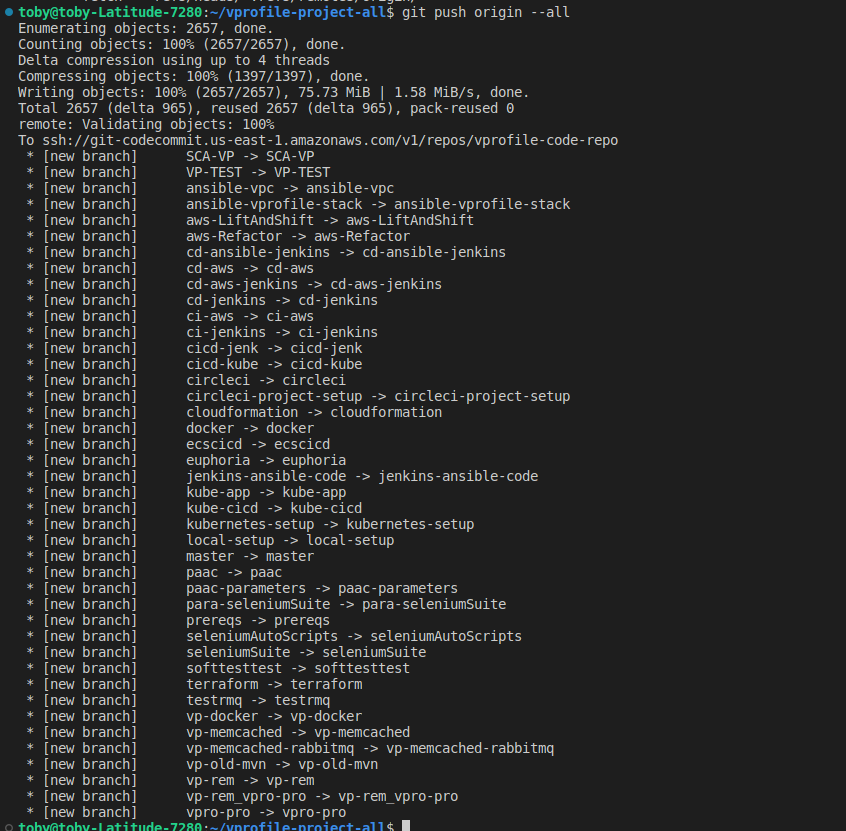 toby@toby-Latitude-7280:~/vprofile-project-all$ git push origin --all
Enumerating objects: 2657, done.
Counting objects: 100% (2657/2657), done.
Delta compression using up to 4 threads
Compressing objects: 100% (1397/1397), done.
Writing objects: 100% (2657/2657), 75.73 MiB | 1.58 MiB/s, done.
Total 2657 (delta 965), reused 2657 (delta 965), pack-reused 0
remote: Validating objects: 100%
To ssh://git-codecommit.us-east-1.amazonaws.com/v1/repos/vprofile-code-repo
 * [new branch]      SCA-VP -> SCA-VP
 * [new branch]      VP-TEST -> VP-TEST
 * [new branch]      ansible-vpc -> ansible-vpc
 * [new branch]      ansible-vprofile-stack -> ansible-vprofile-stack
 * [new branch]      aws-LiftAndShift -> aws-LiftAndShift
 * [new branch]      aws-Refactor -> aws-Refactor
 * [new branch]      cd-ansible-jenkins -> cd-ansible-jenkins
 * [new branch]      cd-aws -> cd-aws
 * [new branch]      cd-aws-jenkins -> cd-aws-jenkins
 * [new branch]      cd-jenkins -> cd-jenkins
 * [new branch]      ci-aws -> ci-aws
 * [new branch]      ci-jenkins -> ci-jenkins
 * [new branch]      cicd-jenk -> cicd-jenk
 * [new branch]      cicd-kube -> cicd-kube
 * [new branch]      circleci -> circleci
 * [new branch]      circleci-project-setup -> circleci-project-setup
 * [new branch]      cloudformation -> cloudformation
 * [new branch]      docker -> docker
 * [new branch]      ecscicd -> ecscicd
 * [new branch]      euphoria -> euphoria
 * [new branch]      jenkins-ansible-code -> jenkins-ansible-code
 * [new branch]      kube-app -> kube-app
 * [new branch]      kube-cicd -> kube-cicd
 * [new branch]      kubernetes-setup -> kubernetes-setup
 * [new branch]      local-setup -> local-setup
 * [new branch]      master -> master
 * [new branch]      paac -> paac
 * [new branch]      paac-parameters -> paac-parameters
 * [new branch]      para-seleniumSuite -> para-seleniumSuite
 * [new branch]      prereqs -> prereqs
 * [new branch]      seleniumAutoScripts -> seleniumAutoScripts
 * [new branch]      seleniumSuite -> seleniumSuite
 * [new branch]      softtesttest -> softtesttest
 * [new branch]      terraform -> terraform
 * [new branch]      testrmq -> testrmq
 * [new branch]      vp-docker -> vp-docker
 * [new branch]      vp-memcached -> vp-memcached
 * [new branch]      vp-memcached-rabbitmq -> vp-memcached-rabbitmq
 * [new branch]      vp-old-mvn -> vp-old-mvn
 * [new branch]      vp-rem -> vp-rem
 * [new branch]      vp-rem_vpro-pro -> vp-rem_vpro-pro
 * [new branch]      vpro-pro -> vpro-pro
toby@toby-Latitude-7280:~/vprofile-project-all$